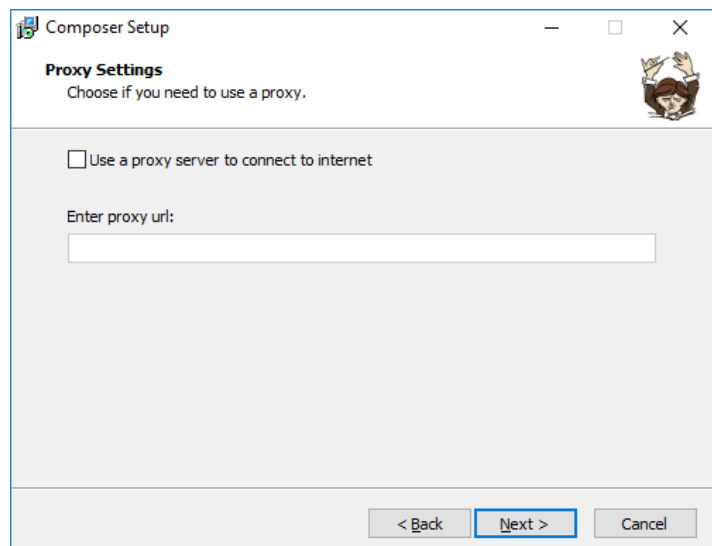 Composer Setup
Proxy Settings
Choose if you need to use a proxy.
Use a proxy server to connect to internet
Enter proxy url:
< Back Next > Cancel